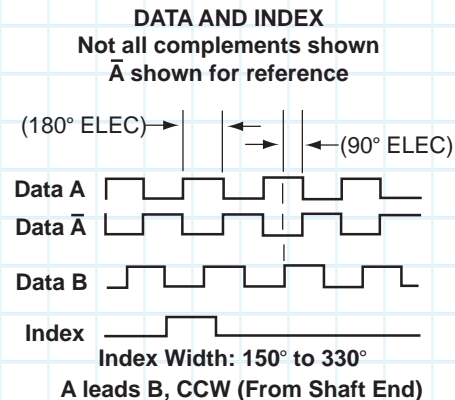 DATA AND INDEX
Not all complements shown
A̅ shown for reference
(180° ELEC)
(90° ELEC)
Data A
Data A̅
Data B
Index
Index Width: 150° to 330°
A leads B, CCW (From Shaft End)